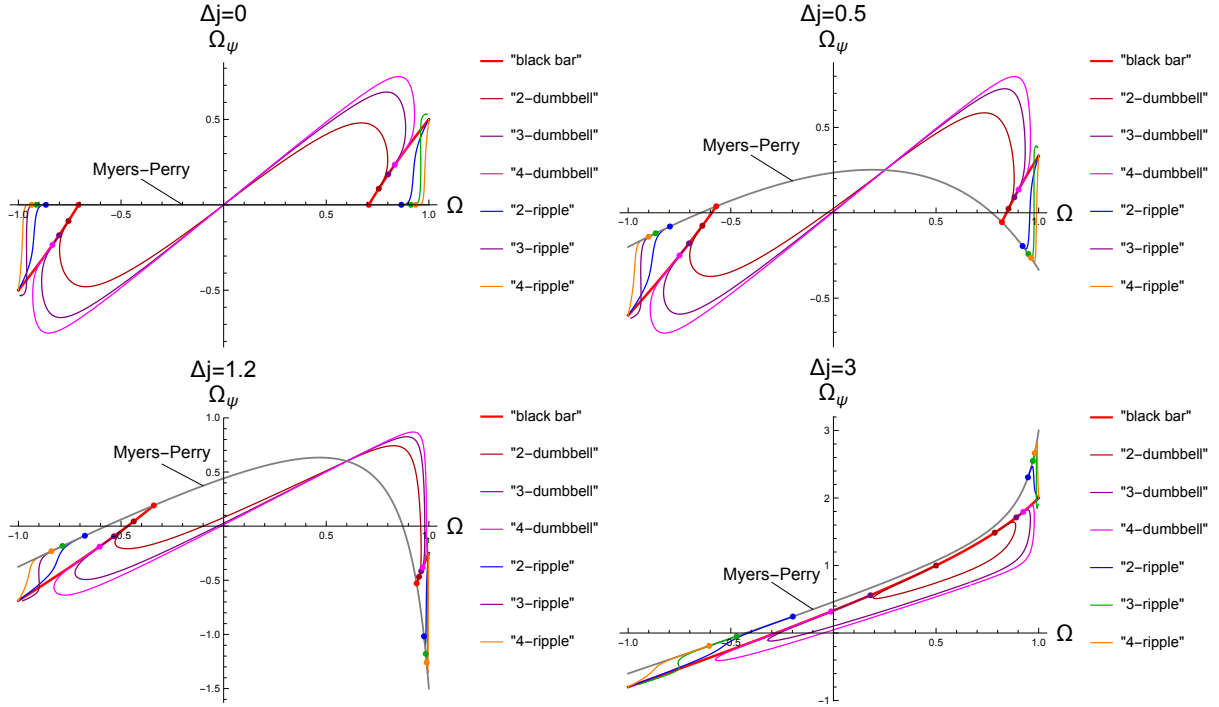 Δj=0
Ω_ψ
0.5
-0.5
-1.0
-0.5
0.5
1.0
Ω
Myers-Perry
"black bar"
"2-dumbbell"
"3-dumbbell"
"4-dumbbell"
"2-ripple"
"3-ripple"
"4-ripple"
Δj=0.5
Ω_ψ
0.5
-0.5
-1.0
-0.5
0.5
1.0
Ω
Myers-Perry
"black bar"
"2-dumbbell"
"3-dumbbell"
"4-dumbbell"
"2-ripple"
"3-ripple"
"4-ripple"
Δj=1.2
Ω_ψ
1.0
0.5
-0.5
-1.0
-1.5
-1.0
-0.5
0.5
1.0
Ω
Myers-Perry
"black bar"
"2-dumbbell"
"3-dumbbell"
"4-dumbbell"
"2-ripple"
"3-ripple"
"4-ripple"
Δj=3
Ω_ψ
3
2
1
-1
-1.0
-0.5
0.5
1.0
Ω
Myers-Perry
"black bar"
"2-dumbbell"
"3-dumbbell"
"4-dumbbell"
"2-ripple"
"3-ripple"
"4-ripple"